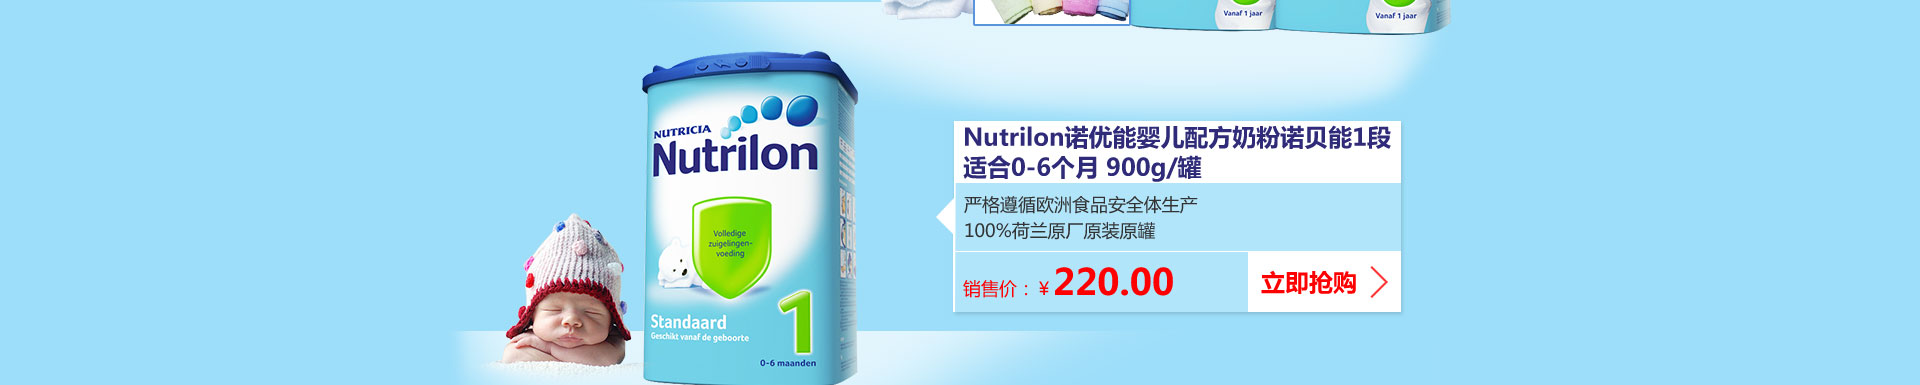 Vanaf 1 jaar
Vanaf 1 jaar
NUTRICIA
Nutrilon
Volledige
zuigelingen-
voeding
Standaard
Geschikt vanaf de geboorte
1
0-6 maanden
Nutrilon诺优能婴儿配方奶粉诺贝能1段
适合0-6个月 900g/罐
严格遵循欧洲食品安全体生产
100%荷兰原厂原装原罐
销售价：￥220.00
立即抢购